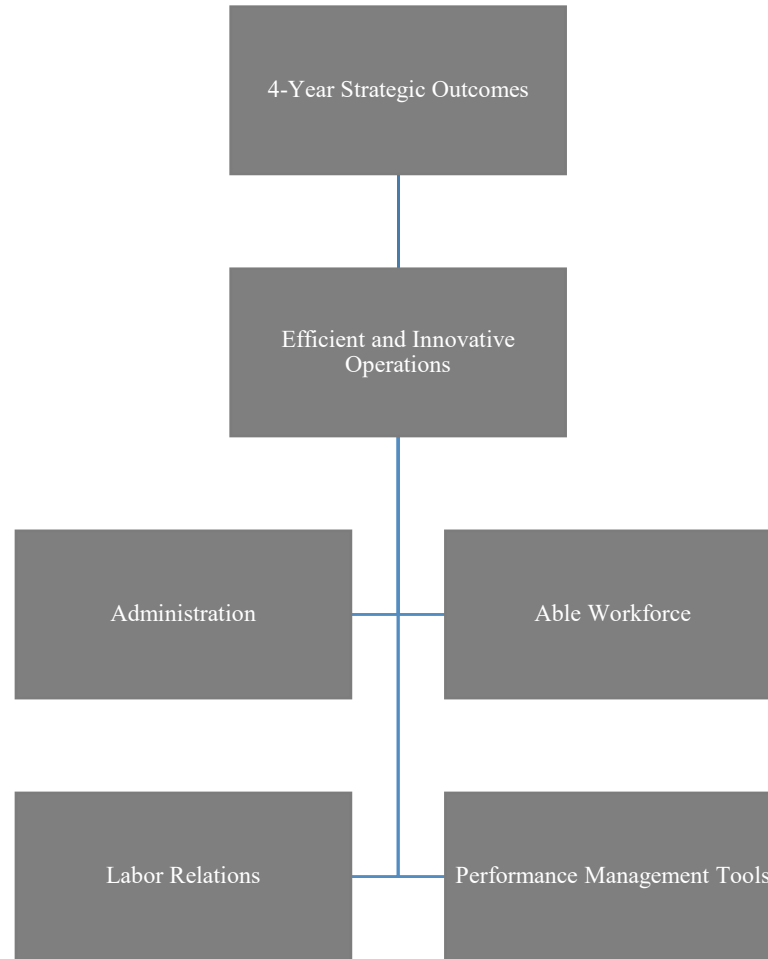 4-Year Strategic Outcomes
Efficient and Innovative
Operations
Administration
Able Workforce
Labor Relations
Performance Management Tools